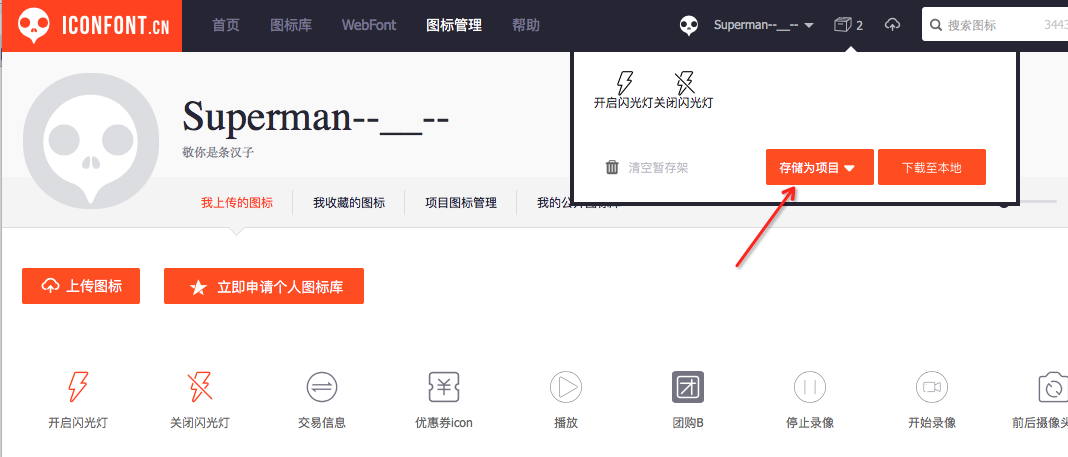 ICONFONT.CN 首页 图标库 WebFont 图标管理 帮助 Superman--__-- 2 搜索图标 3443
开启闪光灯 关闭闪光灯
Superman--__--
敬你是条汉子
清空暂存架 存储为项目 下载至本地
我上传的图标 我收藏的图标 项目图标管理 我的公开图标库
上传图标 立即申请个人图标库
开启闪光灯 关闭闪光灯 交易信息 优惠券icon 播放 团购B 停止录像 开始录像 前后摄像头